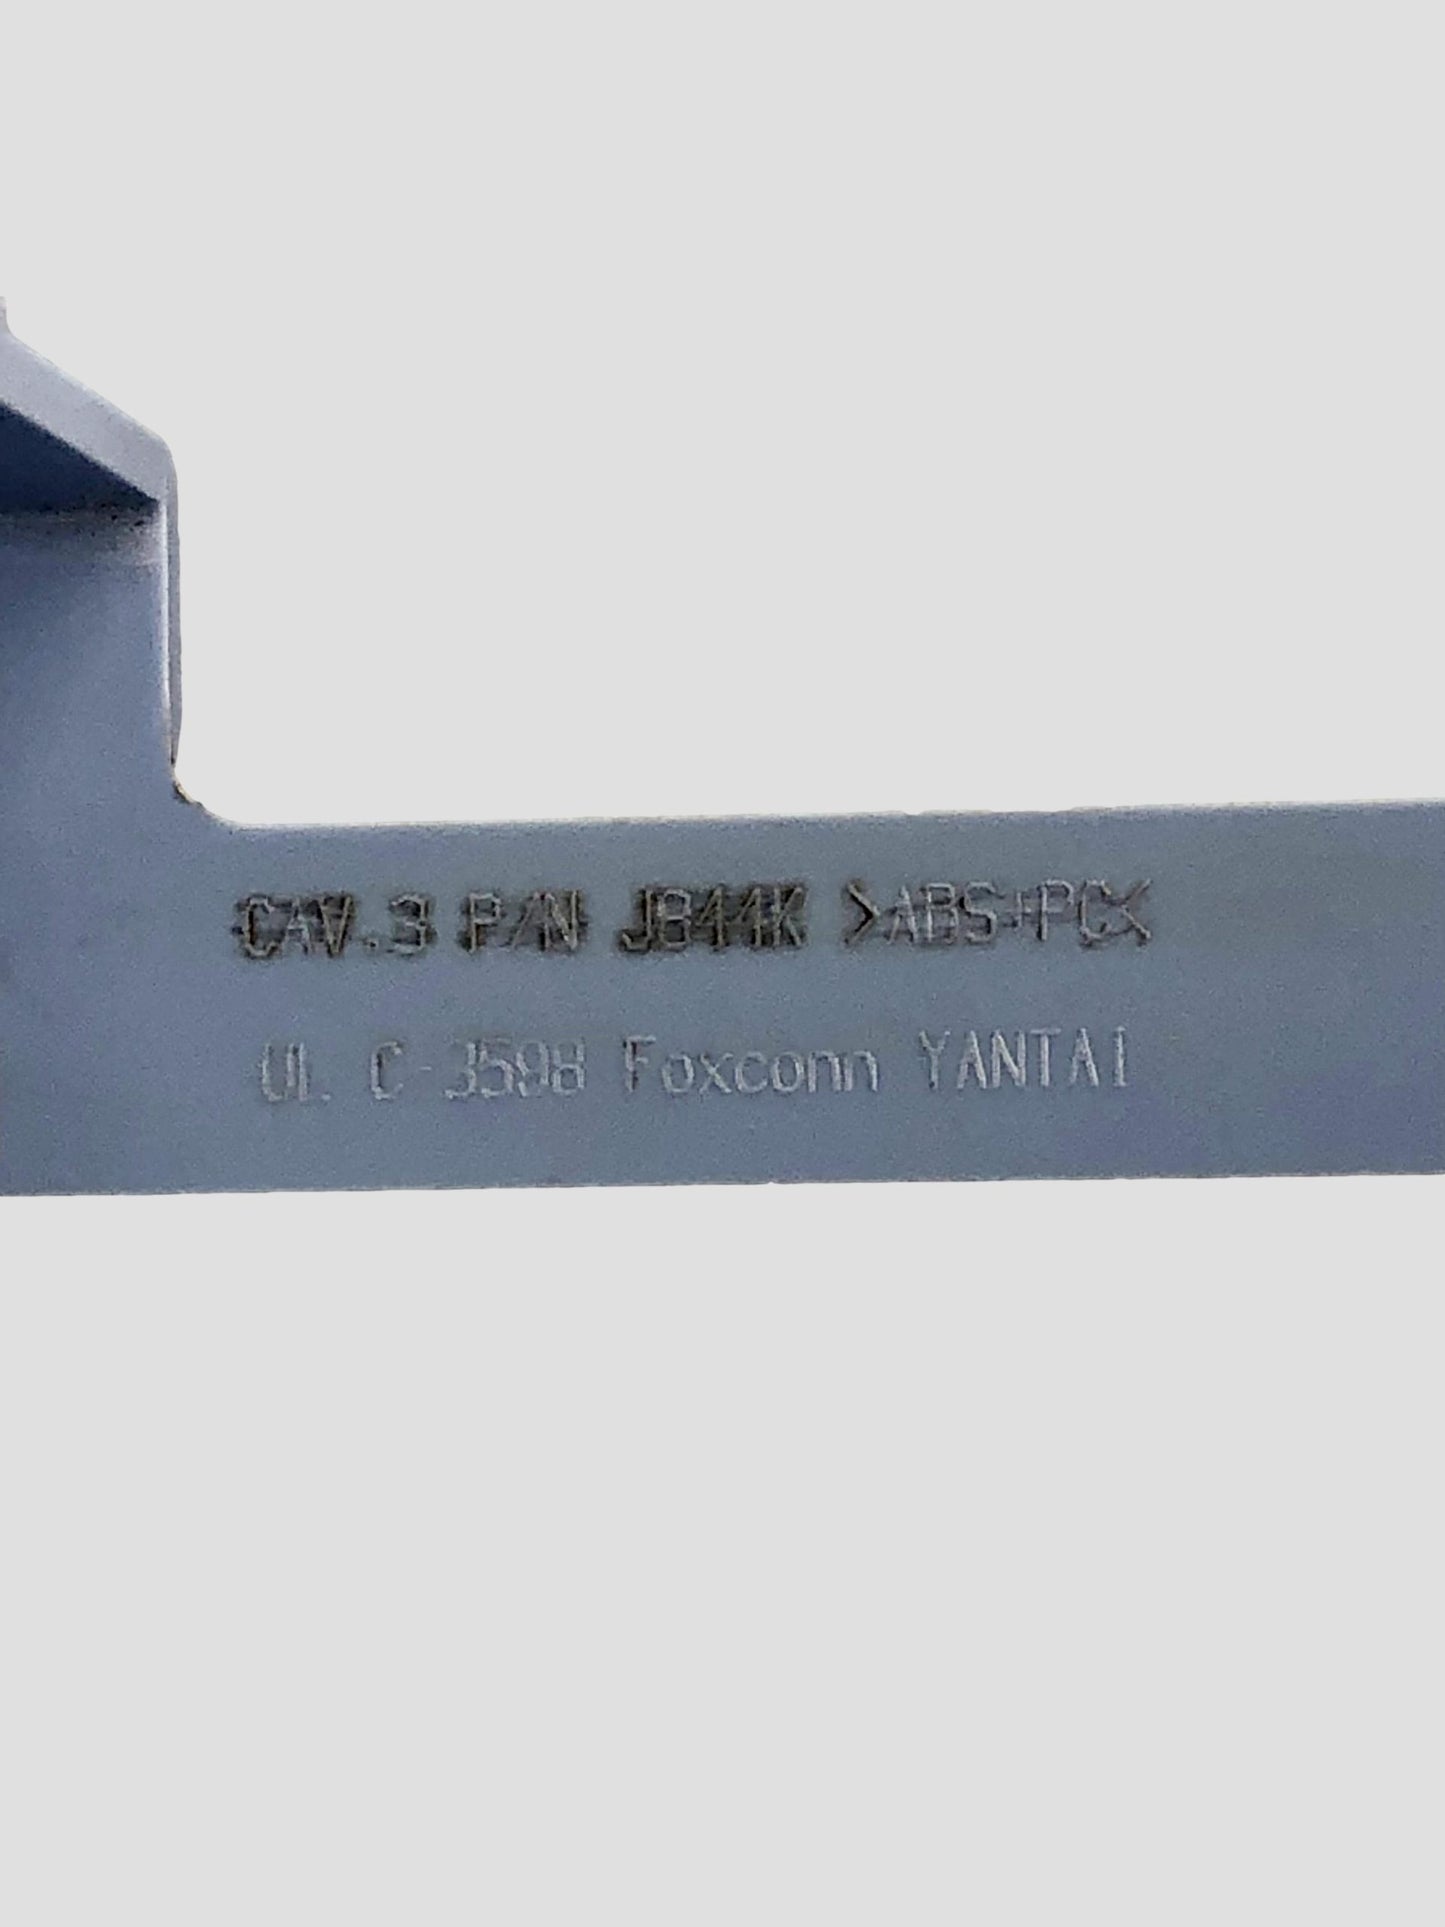 CAV.3 P/N JB44K >ABS+PC<
UL C-3598 Foxconn YANTAI